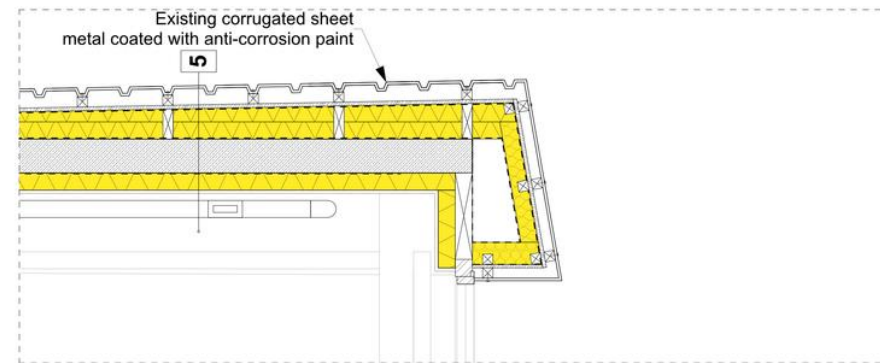 Existing corrugated sheet
metal coated with anti-corrosion paint
5